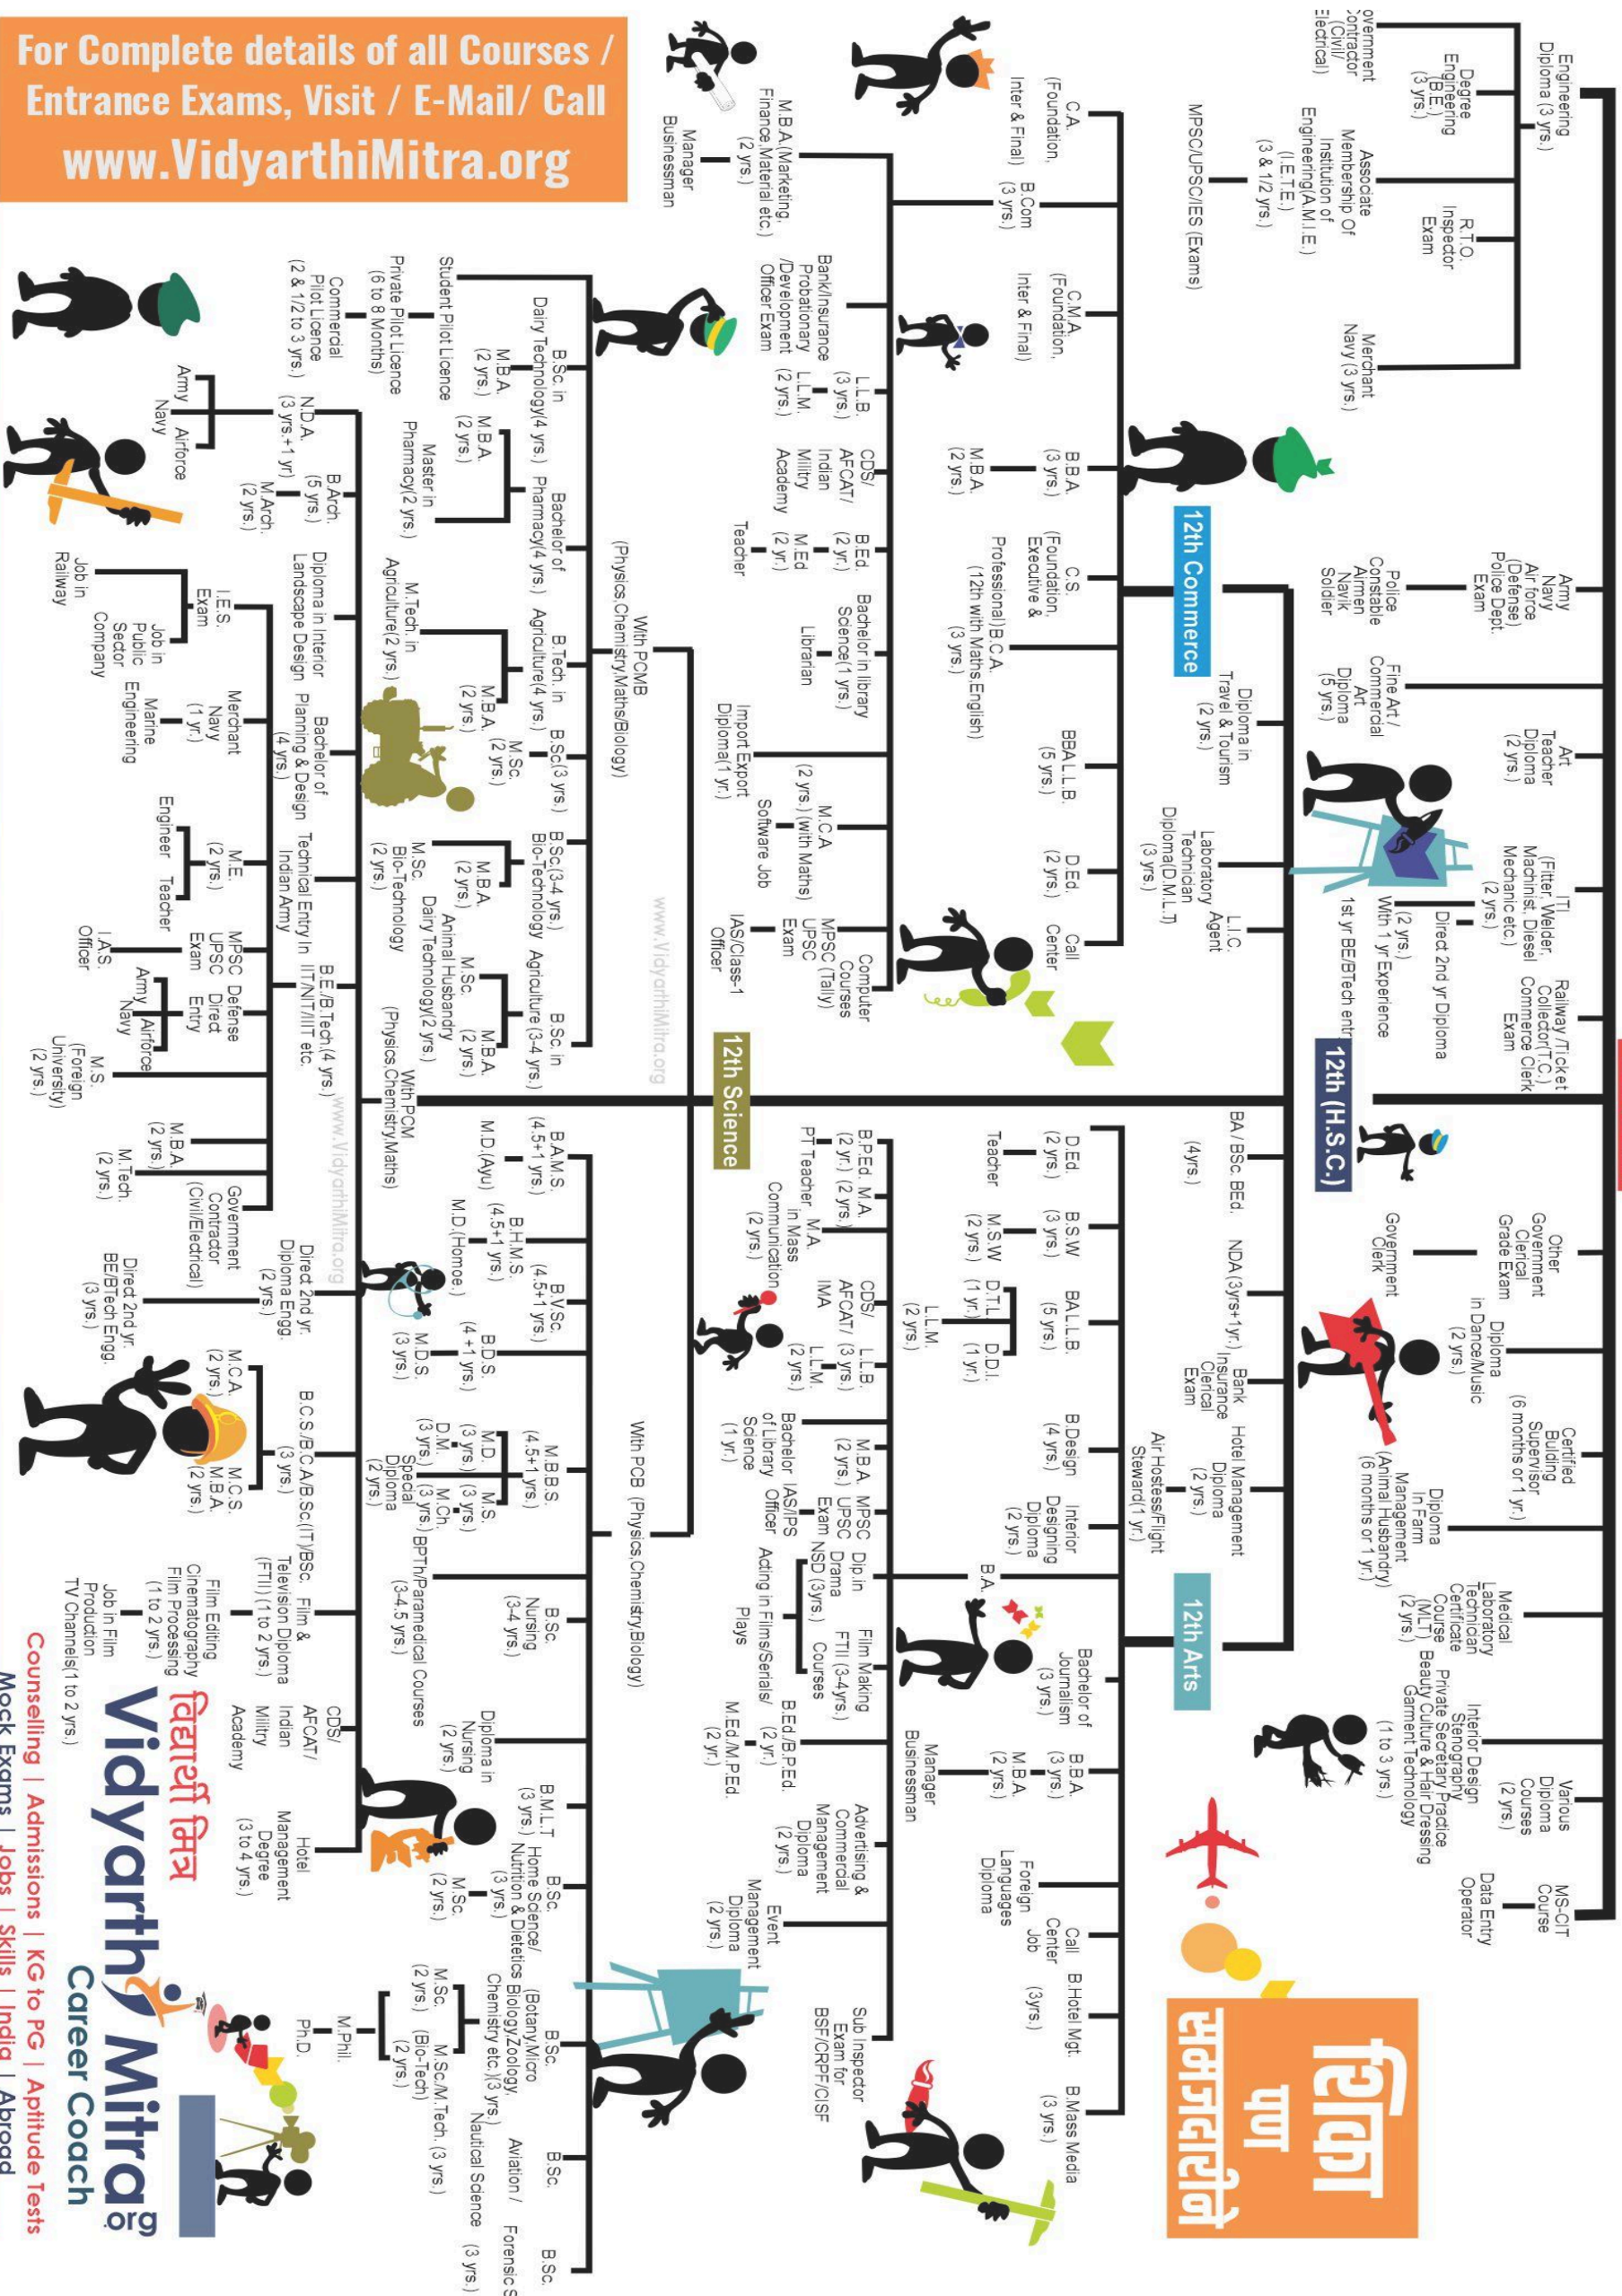 For Complete details of all Courses /
Entrance Exams, Visit / E-Mail/ Call
www.VidyarthiMitra.org
शिका
पण
समजदारीने
Engineering
Diploma (3 yrs.)
Army
Navy
Air force
(Defense)
Police Dept.
Exam
Art
Teacher
Diploma
(2 yrs.)
ITI
(Fitter, Welder,
Machinist, Diesel
Mechanic etc.)
(2 yrs.)
Railway /Ticket
Collector(T.C.)
Commerce Clerk
Exam
Other
Government
Clerical
Grade Exam
Diploma
in Dance/Music
(2 yrs.)
Certified
Building
Supervisor
(6 months or 1 yr.)
Diploma
In Farm
Management
(Animal Husbandry)
(6 months or 1 yr.)
Medical
Laboratory
Technician
Certificate
Course
(MLT)
(2 yrs.)
Various
Diploma
Courses
(2 yrs.)
Interior Design
Stenography
Private Secretary Practice
Beauty Culture & Hair Dressing
Garment Technology
(1 to 3 yrs.)
MS-CIT
Course
Data Entry
Operator
Degree
Engineering
(B.E.)
(3 yrs.)
Associate
Membership Of
Institution of
Engineering(A.M.I.E.)
(I.E.T.E.)
(3 & 1/2 yrs.)
R.T.O.
Inspector
Exam
Merchant
Navy (3 yrs.)
MPSC/UPSC/IES (Exams)
Police
Constable
Airmen
Navik
Soldier
Fine Art /
Commercial
Art
Diploma
(5 yrs.)
Direct 2nd yr Diploma
(2 yrs.)
With 1 yr Experience
1st yr BE/BTech entr
Government
Clerk
12th (H.S.C.)
Diploma in
Travel & Tourism
(2 yrs.)
Laboratory
Technician
Diploma(D.M.L.T)
(3 yrs.)
L.I.C.
Agent
BA / BSc. BEd.
(4yrs.)
NDA (3yrs+1yr.)
Bank
Insurance
Clerical
Exam
Hotel Management
Diploma
(2 yrs.)
Air Hostess/Flight
Steward(1 yr.)
12th Commerce
C.A.
(Foundation,
Inter & Final)
B.Com
(3 yrs.)
C.M.A.
(Foundation,
Inter & Final)
B.B.A.
(3 yrs.)
M.B.A.
(2 yrs.)
C.S.
(Foundation,
Executive &
Professional)
B.C.A.
(12th with Maths,English)
(3 yrs.)
BBA L.L.B.
(5 yrs.)
D.Ed.
(2 yrs.)
Call
Center
M.B.A.(Marketing,
Finance,Material etc.)
(2 yrs.)
Manager
Businessman
Bank/Insurance
Probationary
/Development
Officer Exam
L.L.B.
(3 yrs.)
L.L.M.
(2 yrs.)
CDS/
AFCAT/
Indian
Militry
Academy
B.Ed.
(2 yr.)
M.Ed
(2 yr.)
Teacher
Bachelor in library
Science(1 yrs.)
Librarian
Import Export
Diploma(1 yr.)
M.C.A
(2 yrs.) (with Maths)
Software Job
MPSC
UPSC
Exam
IAS/Class-1
Officer
Computer
Courses
(Tally)
12th Arts
D.Ed.
(2 yrs.)
Teacher
B.S.W
(3 yrs.)
M.S.W
(2 yrs.)
BA L.L.B.
(5 yrs.)
D.T.L.
(1 yr.)
D.D.I.
(1 yr.)
L.L.M.
(2 yrs.)
B.Design
(4 yrs.)
Interior
Designing
Diploma
(2 yrs.)
B.A.
Bachelor of
Journalism
(3 yrs.)
B.B.A.
(3 yrs.)
M.B.A.
(2 yrs.)
Manager
Businessman
Foreign
Languages
Diploma
Call
Center
Job
B.Hotel Mgt.
(3yrs.)
B.Mass Media
(3 yrs.)
B.P.Ed.
(2 yr.)
PT Teacher
M.A.
(2 yrs.)
M.A.
in Mass
Communication
(2 yrs.)
CDS/
AFCAT/
IMA
L.L.B.
(3 yrs.)
L.L.M.
(2 yrs.)
Bachelor
of Library
Science
(1 yr.)
M.B.A.
(2 yrs.)
MPSC
UPSC
Exam
IAS/IPS
Officer
Dip.in
Drama
NSD (3yrs.)
Film Making
FTII (3-4yrs.)
Courses
Acting in Films/Serials/
Plays
B.Ed./B.P.Ed.
(2 yr.)
M.Ed./M.P.Ed.
(2 yr.)
Advertising &
Commercial
Management
Diploma
(2 yrs.)
Event
Management
Diploma
(2 yrs.)
Sub Inspector
Exam for
BSF/CRPF/CISF
12th Science
www.VidyarthiMitra.org
With PCMB
(Physics,Chemistry,Maths/Biology)
Student Pilot Licence
Private Pilot Licence
(6 to 8 Months)
Commercial
Pilot Licence
(2 & 1/2 to 3 yrs.)
B.Sc. in
Dairy Technology(4 yrs.)
M.B.A.
(2 yrs.)
Bachelor of
Pharmacy(4 yrs.)
M.B.A.
(2 yrs.)
Master in
Pharmacy(2 yrs.)
B.Tech. in
Agriculture(4 yrs.)
M.Tech. in
Agriculture(2 yrs.)
M.B.A.
(2 yrs.)
B.Sc.(3 yrs.)
M.Sc.
(2 yrs.)
B.Sc.(3-4 yrs.)
Bio-Technology
M.B.A.
(2 yrs.)
M.Sc.
Bio-Technology
(2 yrs.)
B.Sc. in
Agriculture (3-4 yrs.)
M.Sc.
Animal Husbandry
Dairy Technology(2 yrs.)
M.B.A.
(2 yrs.)
With PCB (Physics,Chemistry,Biology)
B.A.M.S.
(4.5+1 yrs.)
M.D.(Ayu)
B.H.M.S.
(4.5+1 yrs.)
M.D.(Homoe.)
B.V.Sc.
(4.5+1 yrs.)
B.D.S.
(4 +1 yrs.)
M.D.S.
(3 yrs.)
M.B.B.S.
(4.5+1 yrs.)
M.D.
(3 yrs.)
D.M.
(3 yrs.)
M.S.
(3 yrs.)
M.Ch.
(3 yrs.)
Special
Diploma
(2 yrs.)
BPTh/Paramedical Courses
(3-4.5 yrs.)
B.Sc.
Nursing
(3-4 yrs.)
Diploma in
Nursing
(2 yrs.)
B.M.L.T
(3 yrs.)
B.Sc.
Home Science/
Nutrition & Dietetics
(3 yrs.)
M.Sc.
(2 yrs.)
B.Sc.
(Botany,Micro
Biology,Zoology,
Chemistry etc.)(3 yrs.)
M.Sc.
(2 yrs.)
M.Sc./M.Tech. (3 yrs.)
(Bio-Tech)
(2 yrs.)
M.Phil.
Ph.D.
B.Sc.
Aviation /
Nautical Science
(3 yrs.)
B.Sc.
Forensic S
With PCM
(Physics,Chemistry,Maths)
www.VidyarthiMitra.org
N.D.A.
(3 yrs.+1 yr)
Army
Airforce
Navy
B.Arch.
(5 yrs.)
M.Arch.
(2 yrs.)
Diploma in Interior
Landscape Design
Bachelor of
Planning & Design
(4 yrs.)
Technical Entry In
Indian Army
B.E./B.Tech.(4 yrs.)
IIT/NIT/IIIT etc.
Direct 2nd yr.
Diploma Engg.
(2 yrs.)
Direct 2nd yr.
BE/BTech Engg.
(3 yrs.)
B.C.S./B.C.A/B.Sc.(IT)/BSc.
(3 yrs.)
M.C.A.
(2 yrs.)
M.C.S.
M.B.A.
(2 yrs.)
Film &
Television Diploma
(FTII) (1 to 2 yrs.)
Film Editing
Cinematography
Film Processing
(1 to 2 yrs.)
Job in Film
Production
TV Channels(1 to 2 yrs.)
CDS/
AFCAT/
Indian
Militry
Academy
Hotel
Management
Degree
(3 to 4 yrs.)
I.E.S.
Exam
Job in
Railway
Job in
Public
Sector
Company
Merchant
Navy
(1 yr.)
Marine
Engineering
M.E.
(2 yrs.)
Engineer
Teacher
MPSC
UPSC
Exam
I.A.S.
Officer
Defense
Direct
Entry
Army
Airforce
Navy
M.S.
(Foreign
University)
(2 yrs.)
M.B.A.
(2 yrs.)
M.Tech.
(2 yrs.)
Government
Contractor
(Civil/Electrical)
विद्यार्थी मित्र
Vidyarthi Mitra.org
Career Coach
Counselling | Admissions | KG to PG | Aptitude Tests
Mock Exams | Jobs | Skills | India | Abroad